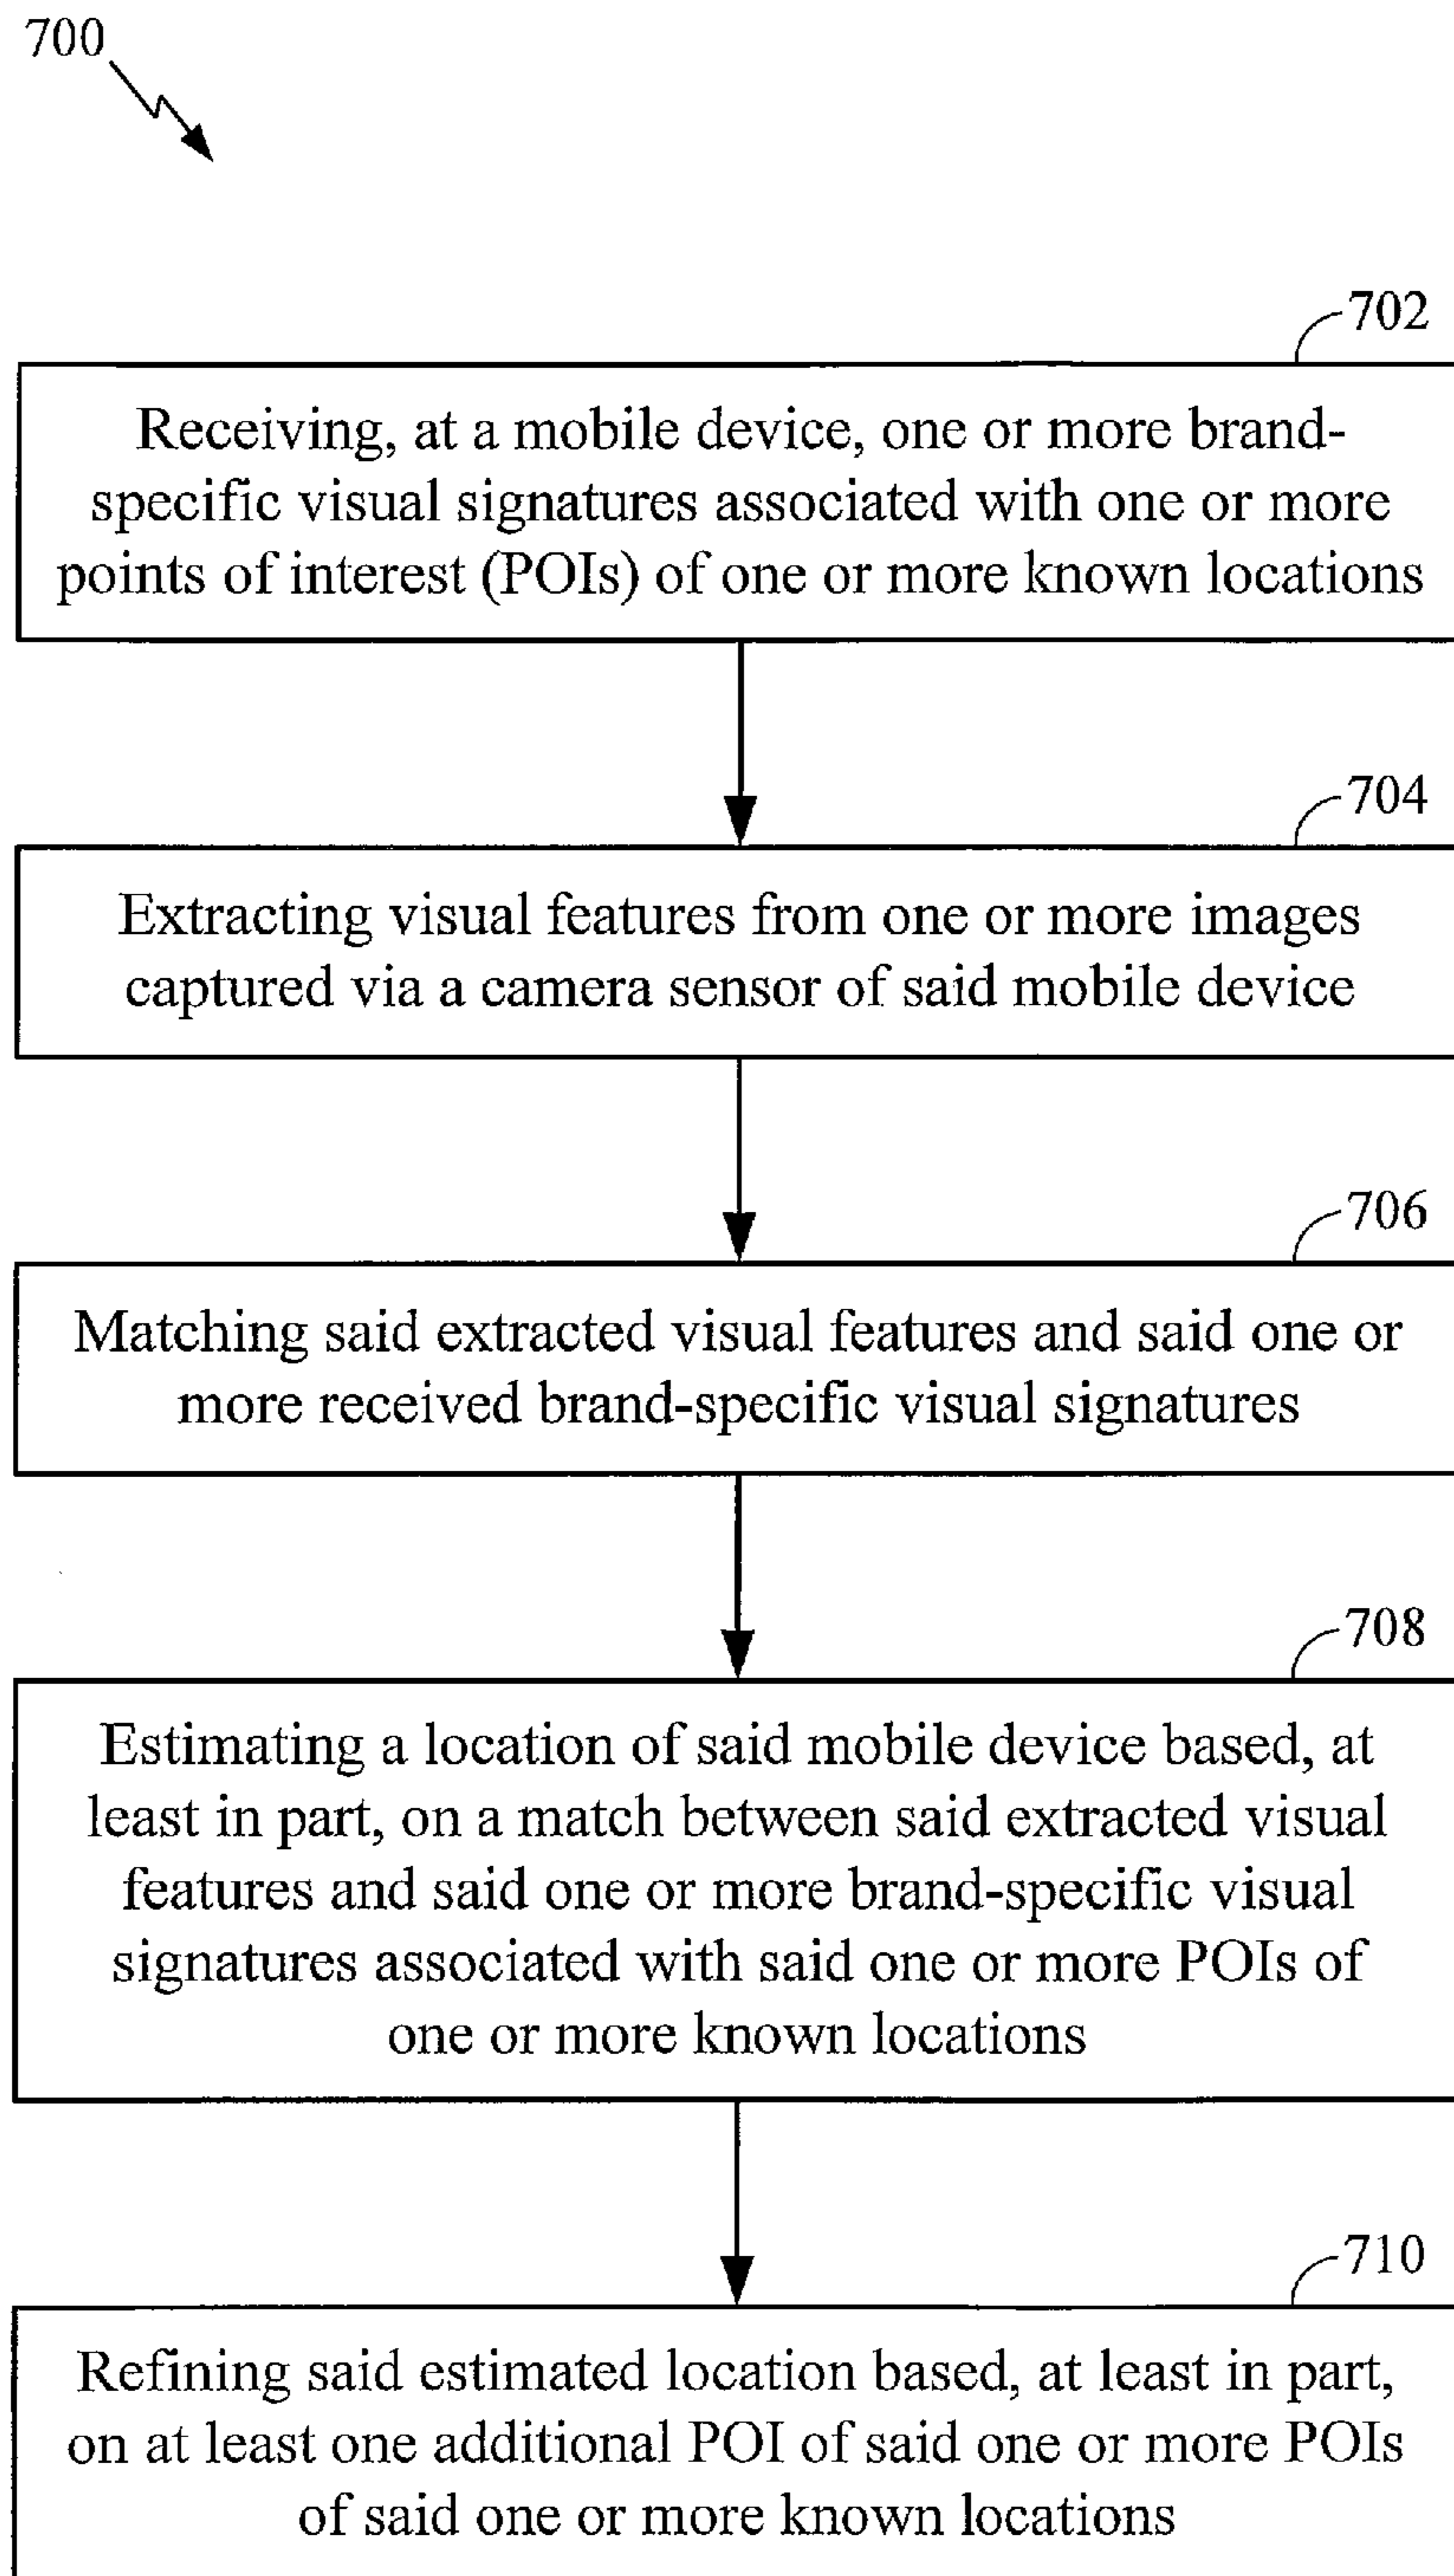 700
702
Receiving, at a mobile device, one or more brand-
specific visual signatures associated with one or more
points of interest (POIs) of one or more known locations
704
Extracting visual features from one or more images
captured via a camera sensor of said mobile device
706
Matching said extracted visual features and said one or
more received brand-specific visual signatures
708
Estimating a location of said mobile device based, at
least in part, on a match between said extracted visual
features and said one or more brand-specific visual
signatures associated with said one or more POIs of
one or more known locations
710
Refining said estimated location based, at least in part,
on at least one additional POI of said one or more POIs
of said one or more known locations